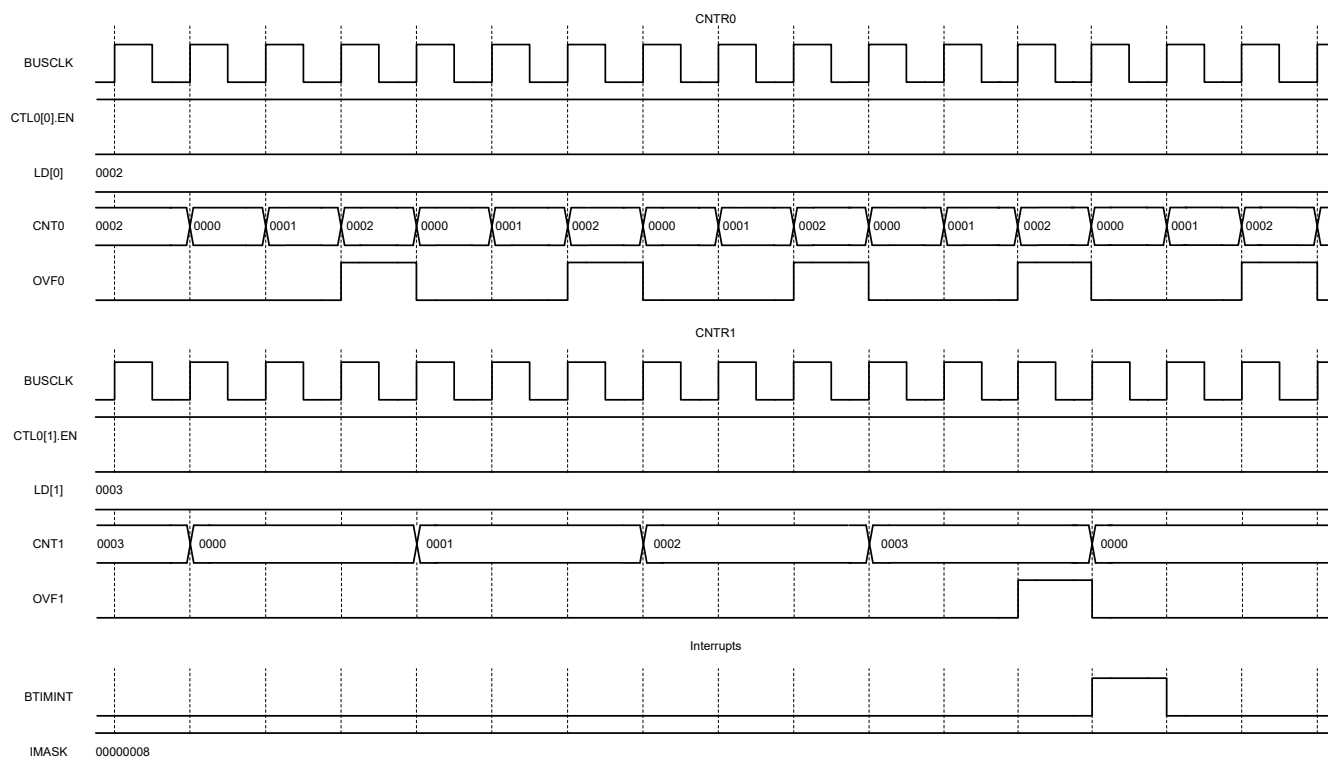 CNTR0
BUSCLK
CTL0[0].EN
LD[0] 0002
CNT0 0002 0000 0001 0002 0000 0001 0002 0000 0001 0002 0000 0001 0002 0000 0001 0002
OVF0
CNTR1
BUSCLK
CTL0[1].EN
LD[1] 0003
CNT1 0003 0000 0001 0002 0003 0000
OVF1
Interrupts
BTIMINT
IMASK 00000008